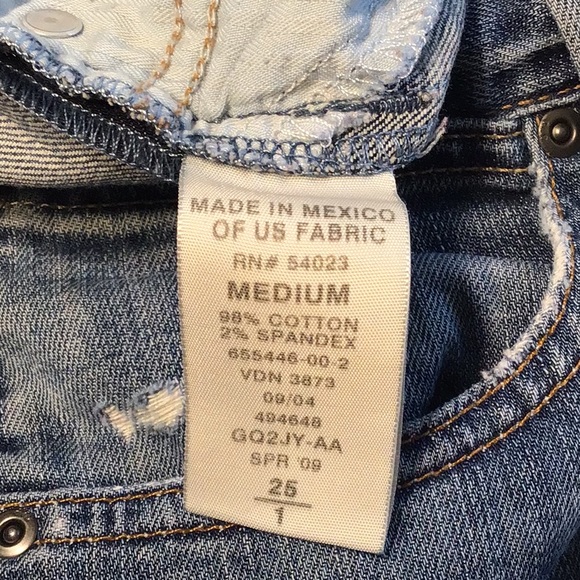 MADE IN MEXICO
OF US FABRIC
RN# 54023
MEDIUM
98% COTTON
2% SPANDEX
655446-00-2
VDN 3873
09/04
494648
GQ2JY-AA
SPR '09
25
1